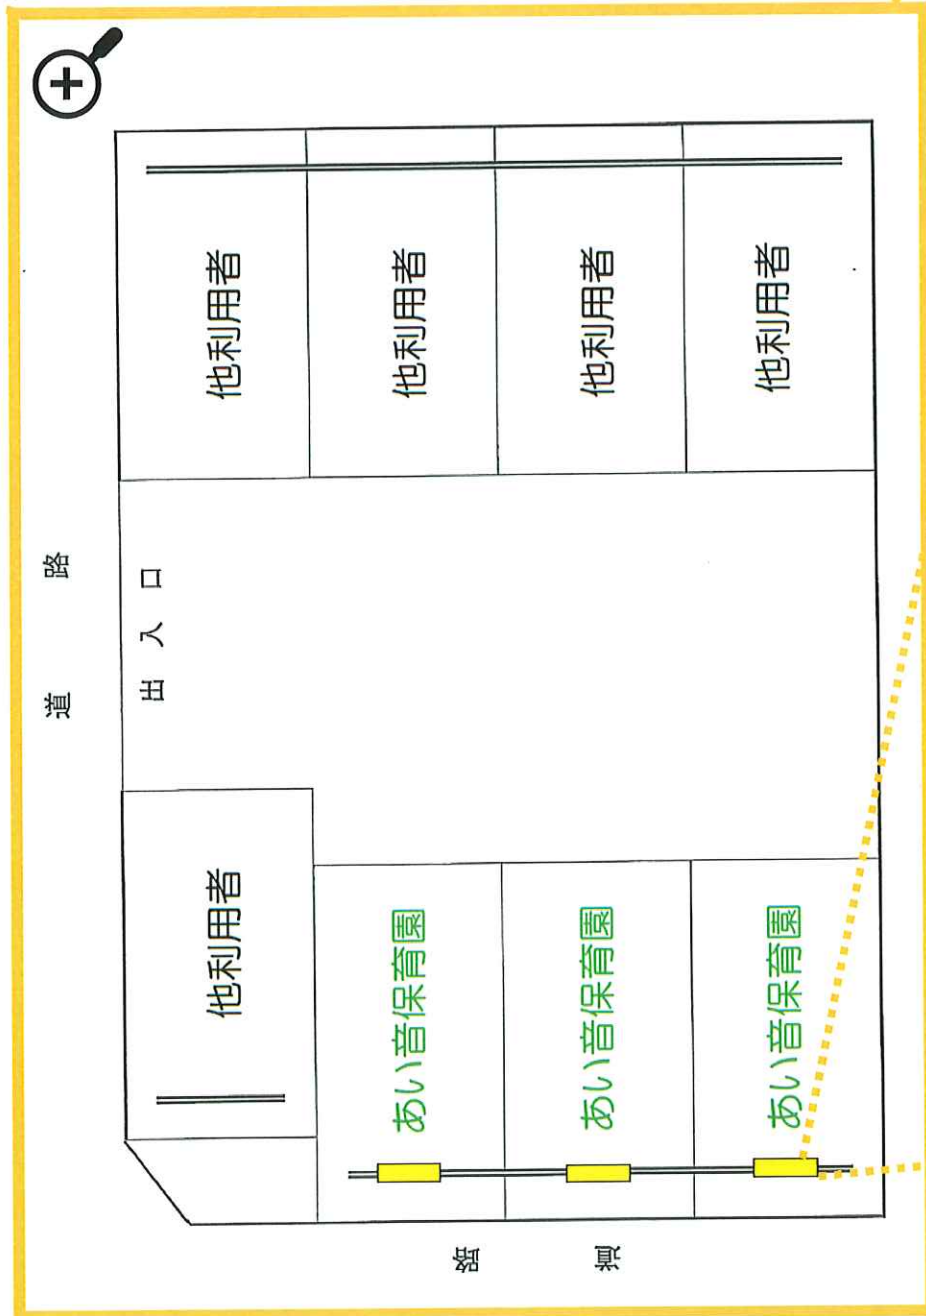 道 路
出 入 口
他利用者
他利用者
あい音保育園
他利用者
あい音保育園
他利用者
あい音保育園
他利用者
道 路